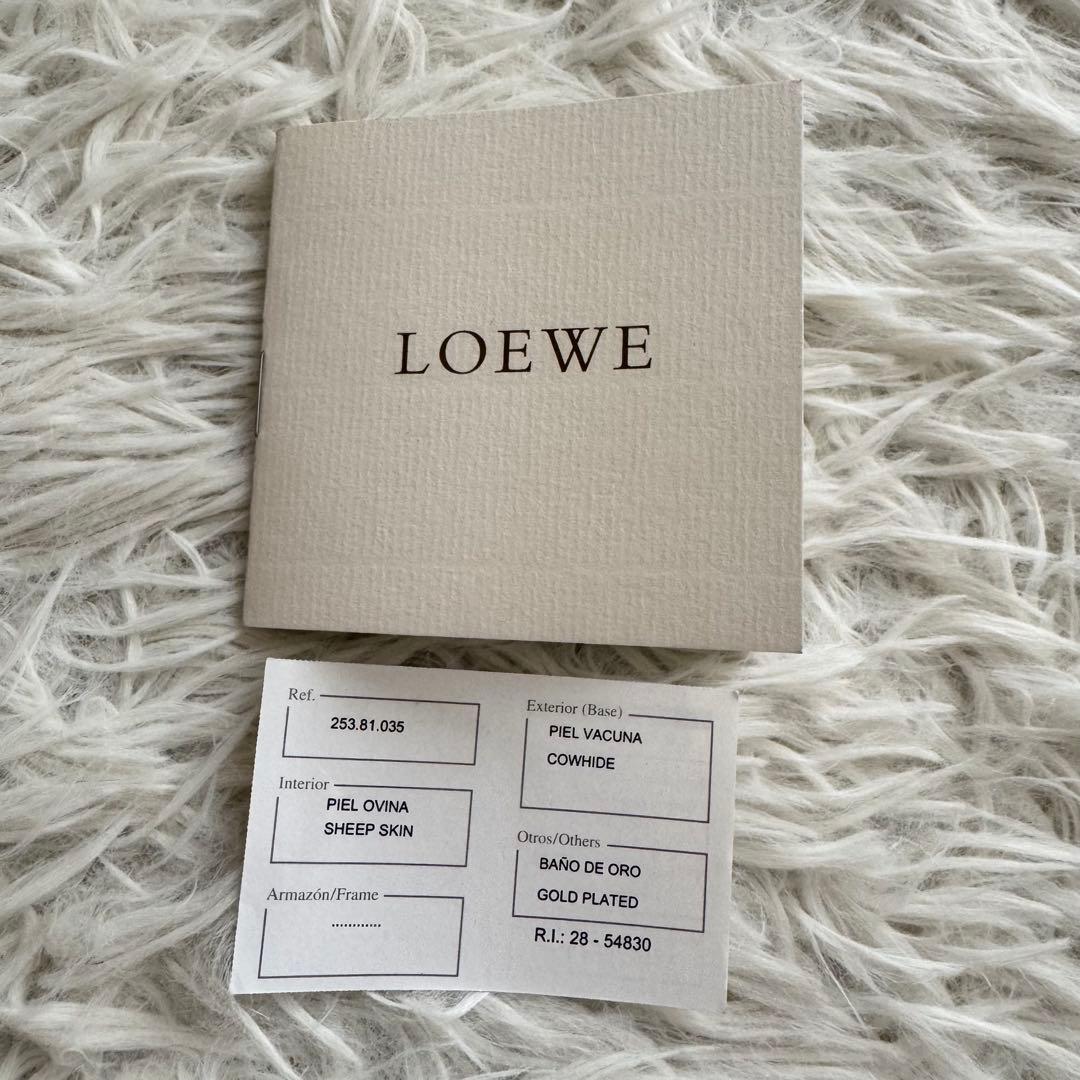 LOEWE
Ref.
253.81.035
Interior
PIEL OVINA
SHEEP SKIN
Armazón/Frame
............
Exterior (Base)
PIEL VACUNA
COWHIDE
Otros/Others
BAÑO DE ORO
GOLD PLATED
R.I.: 28 - 54830